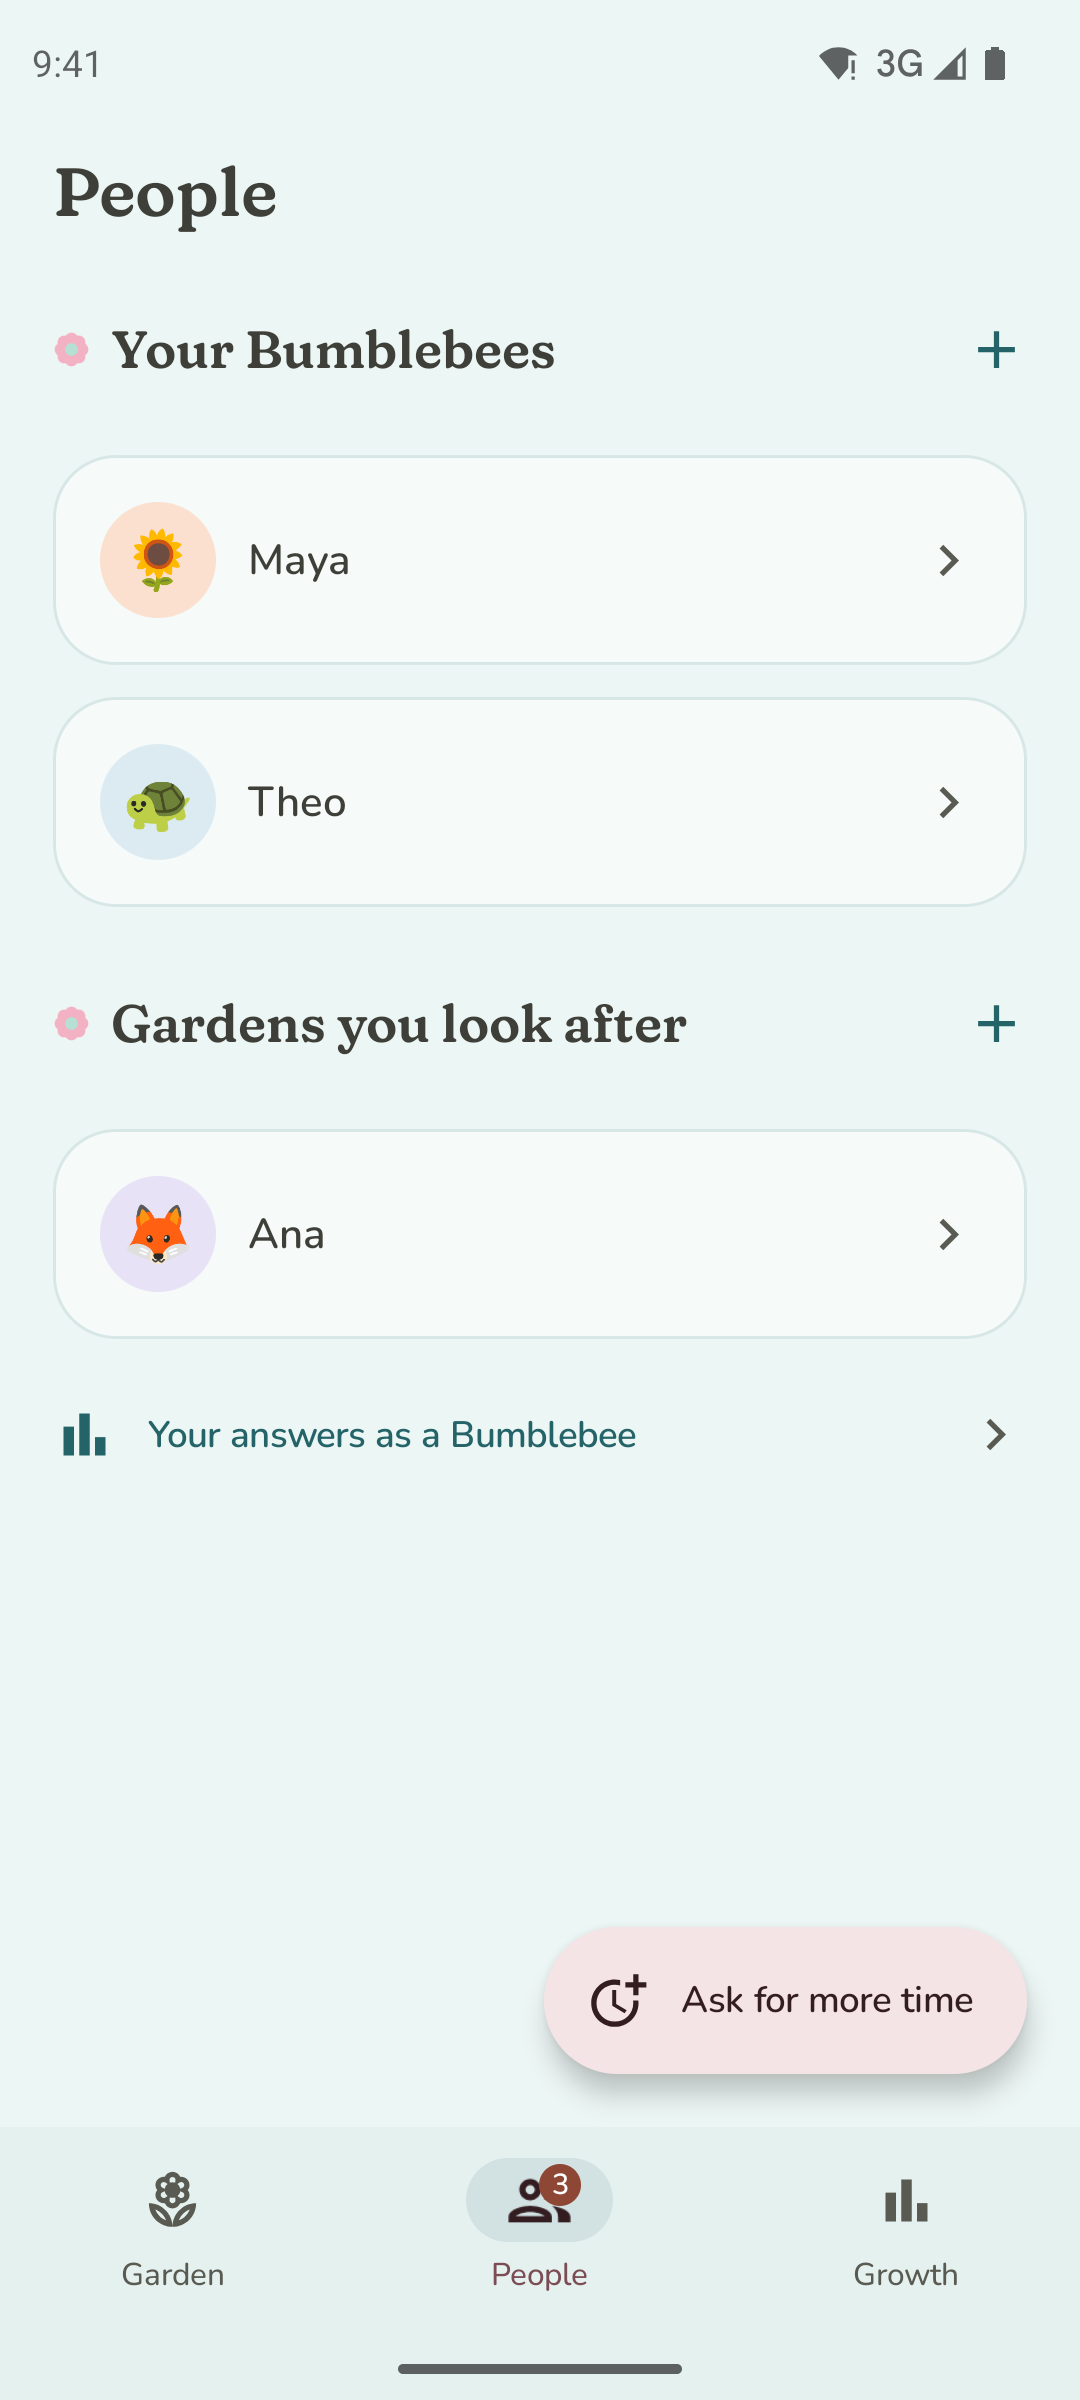 9:41
3G
People
Your Bumblebees
Maya
Theo
Gardens you look after
Ana
Your answers as a Bumblebee
Ask for more time
3
Garden
People
Growth